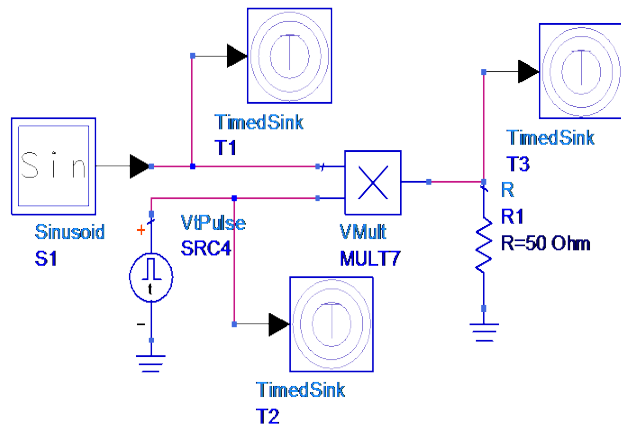 T
TimedSink
T1
T
TimedSink
T3
Sin
Sinusoid
S1
+
VtPulse
SRC4
t
-
VMult
MULT7
R
R1
R=50 Ohm
T
TimedSink
T2